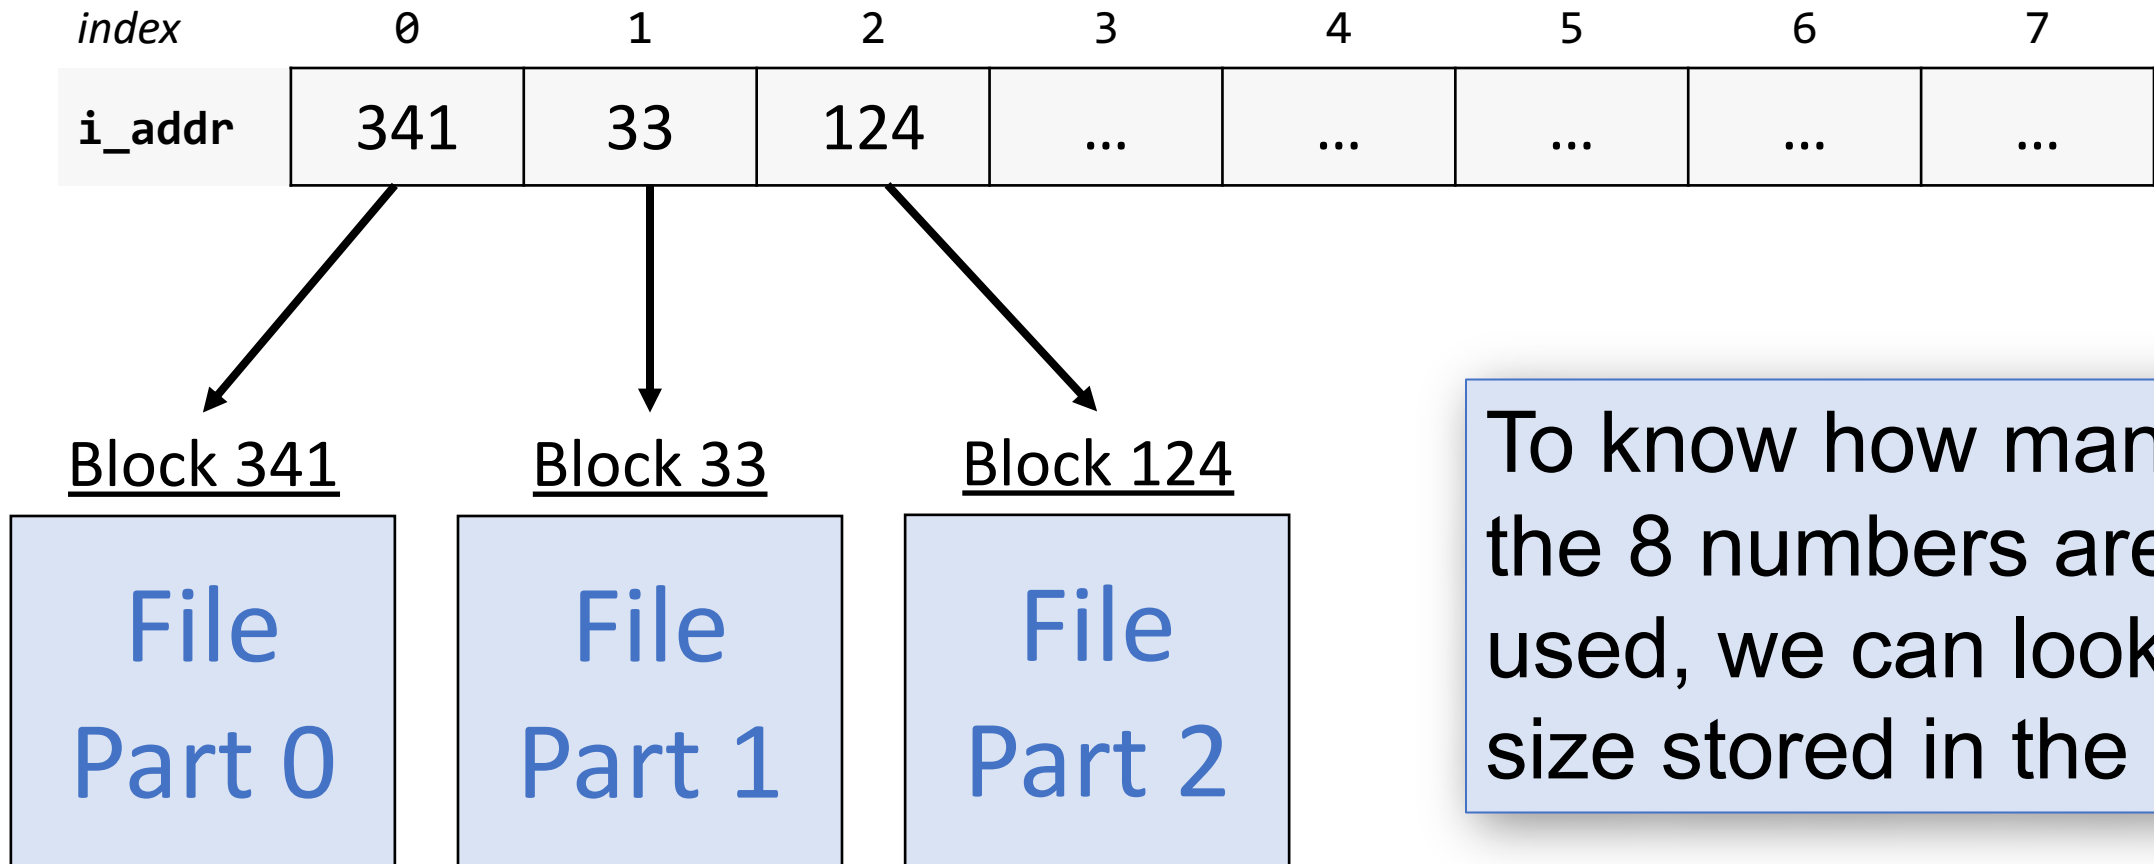 index 0 1 2 3 4 5 6 7
i_addr 341 33 124 ... ... ... ... ...
Block 341 Block 33 Block 124
File File File
Part 0 Part 1 Part 2
To know how man
the 8 numbers are
used, we can look
size stored in the